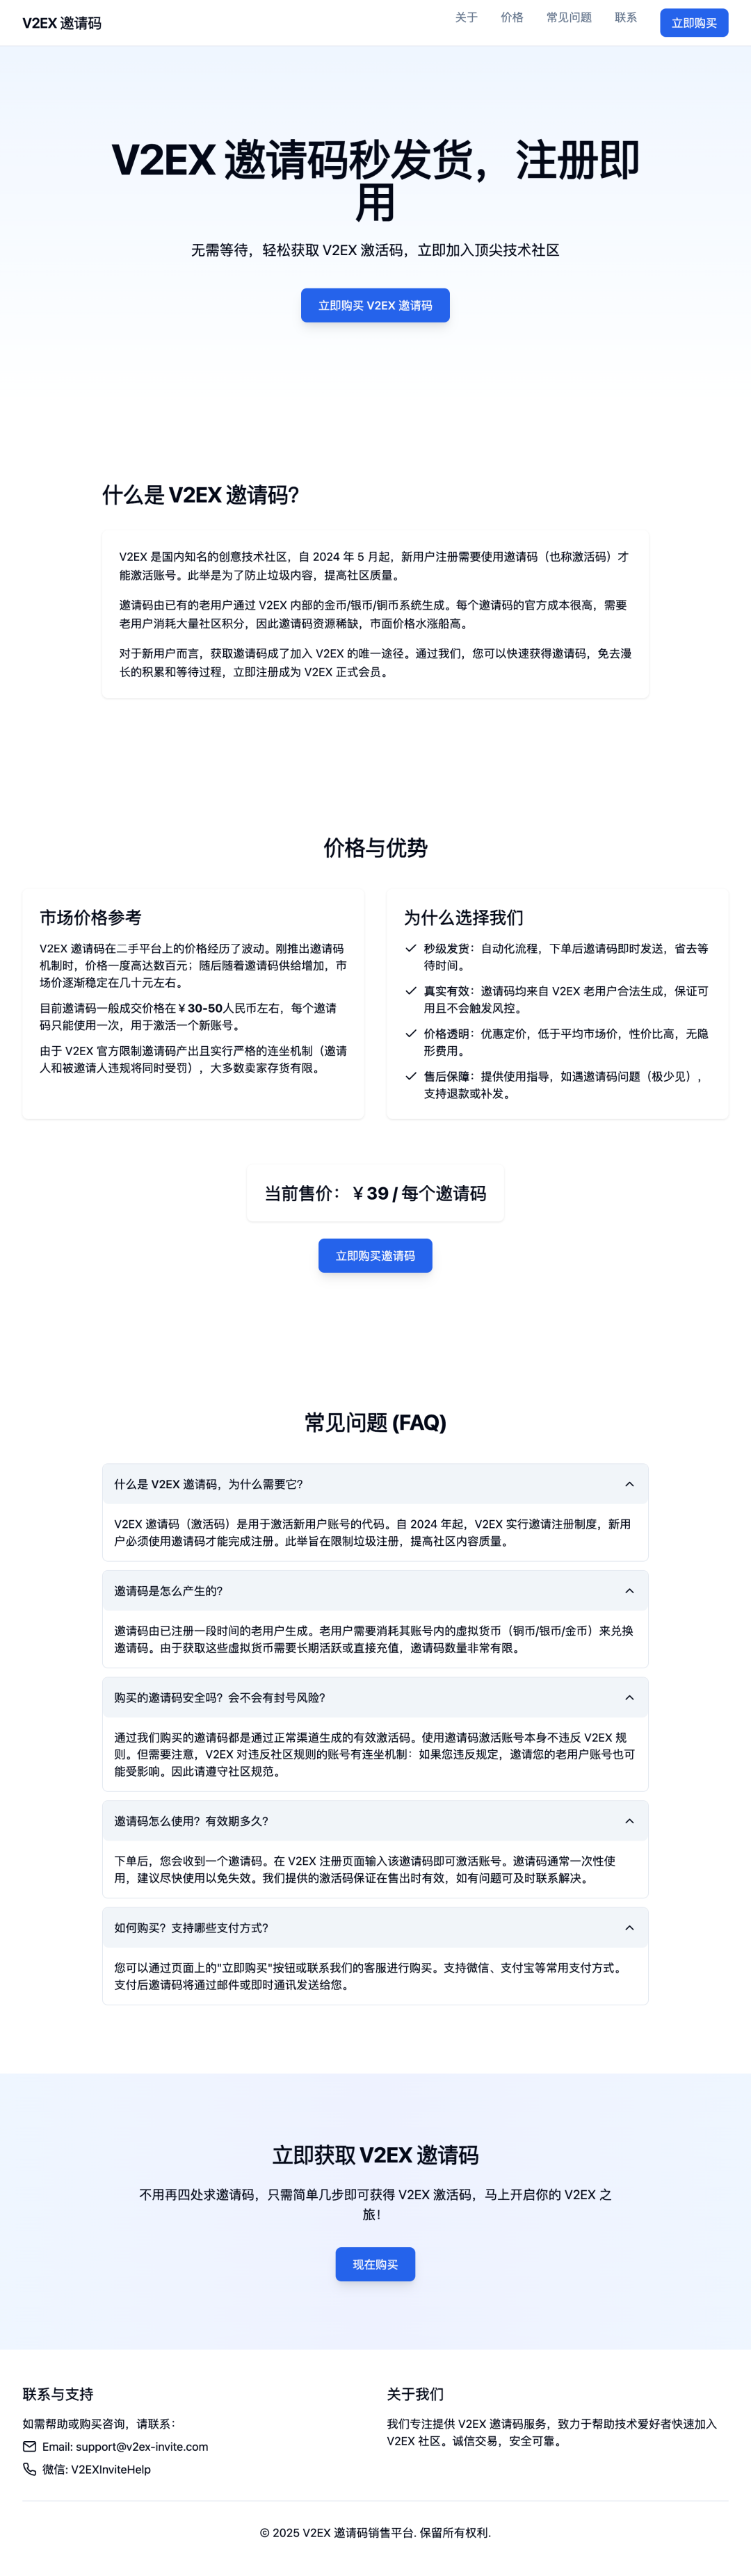 V2EX 邀请码
关于
价格
常见问题
联系
立即购买
V2EX 邀请码秒发货，注册即
用
无需等待，轻松获取 V2EX 激活码，立即加入顶尖技术社区
立即购买 V2EX 邀请码
什么是 V2EX 邀请码？
V2EX 是国内知名的创意技术社区，自 2024 年 5 月起，新用户注册需要使用邀请码（也称激活码）才
能激活账号。此举是为了防止垃圾内容，提高社区质量。
邀请码由已有的老用户通过 V2EX 内部的金币/银币/铜币系统生成。每个邀请码的官方成本很高，需要
老用户消耗大量社区积分，因此邀请码资源稀缺，市面价格水涨船高。
对于新用户而言，获取邀请码成了加入 V2EX 的唯一途径。通过我们，您可以快速获得邀请码，免去漫
长的积累和等待过程，立即注册成为 V2EX 正式会员。
价格与优势
市场价格参考
V2EX 邀请码在二手平台上的价格经历了波动。刚推出邀请码
机制时，价格一度高达数百元；随后随着邀请码供给增加，市
场价逐渐稳定在几十元左右。
目前邀请码一般成交价格在￥30-50人民币左右，每个邀请
码只能使用一次，用于激活一个新账号。
由于 V2EX 官方限制邀请码产出且实行严格的连坐机制（邀请
人和被邀请人违规将同时受罚），大多数卖家存货有限。
为什么选择我们
秒级发货：自动化流程，下单后邀请码即时发送，省去等
待时间。
真实有效：邀请码均来自 V2EX 老用户合法生成，保证可
用且不会触发风控。
价格透明：优惠定价，低于平均市场价，性价比高，无隐
形费用。
售后保障：提供使用指导，如遇邀请码问题（极少见），
支持退款或补发。
当前售价：￥39 / 每个邀请码
立即购买邀请码
常见问题 (FAQ)
什么是 V2EX 邀请码，为什么需要它？
V2EX 邀请码（激活码）是用于激活新用户账号的代码。自 2024 年起，V2EX 实行邀请注册制度，新用
户必须使用邀请码才能完成注册。此举旨在限制垃圾注册，提高社区内容质量。
邀请码是怎么产生的？
邀请码由已注册一段时间的老用户生成。老用户需要消耗其账号内的虚拟货币（铜币/银币/金币）来兑换
邀请码。由于获取这些虚拟货币需要长期活跃或直接充值，邀请码数量非常有限。
购买的邀请码安全吗？会不会有封号风险？
通过我们购买的邀请码都是通过正常渠道生成的有效激活码。使用邀请码激活账号本身不违反 V2EX 规
则。但需要注意，V2EX 对违反社区规则的账号有连坐机制：如果您违反规定，邀请您的老用户账号也可
能受影响。因此请遵守社区规范。
邀请码怎么使用？有效期多久？
下单后，您会收到一个邀请码。在 V2EX 注册页面输入该邀请码即可激活账号。邀请码通常一次性使
用，建议尽快使用以免失效。我们提供的激活码保证在售出时有效，如有问题可及时联系解决。
如何购买？支持哪些支付方式？
您可以通过页面上的"立即购买"按钮或联系我们的客服进行购买。支持微信、支付宝等常用支付方式。
支付后邀请码将通过邮件或即时通讯发送给您。
立即获取 V2EX 邀请码
不用再四处求邀请码，只需简单几步即可获得 V2EX 激活码，马上开启你的 V2EX 之
旅！
现在购买
联系与支持
如需帮助或购买咨询，请联系：
Email: support@v2ex-invite.com
微信: V2EXInviteHelp
关于我们
我们专注提供 V2EX 邀请码服务，致力于帮助技术爱好者快速加入
V2EX 社区。诚信交易，安全可靠。
© 2025 V2EX 邀请码销售平台. 保留所有权利.